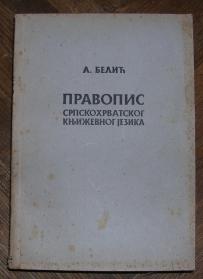 А. БЕЛИЋ
ПРАВОПИС
СРПСКОХРВАТСКОГ
КЊИЖЕВНОГ ЈЕЗИКА